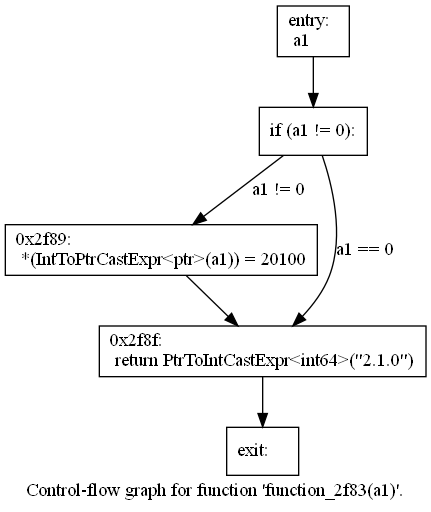 entry:
a1
if (a1 != 0):
a1 != 0
a1 == 0
0x2f89:
*(IntToPtrCastExpr<ptr>(a1)) = 20100
0x2f8f:
return PtrToIntCastExpr<int64>("2.1.0")
exit:
Control-flow graph for function 'function_2f83(a1)'.